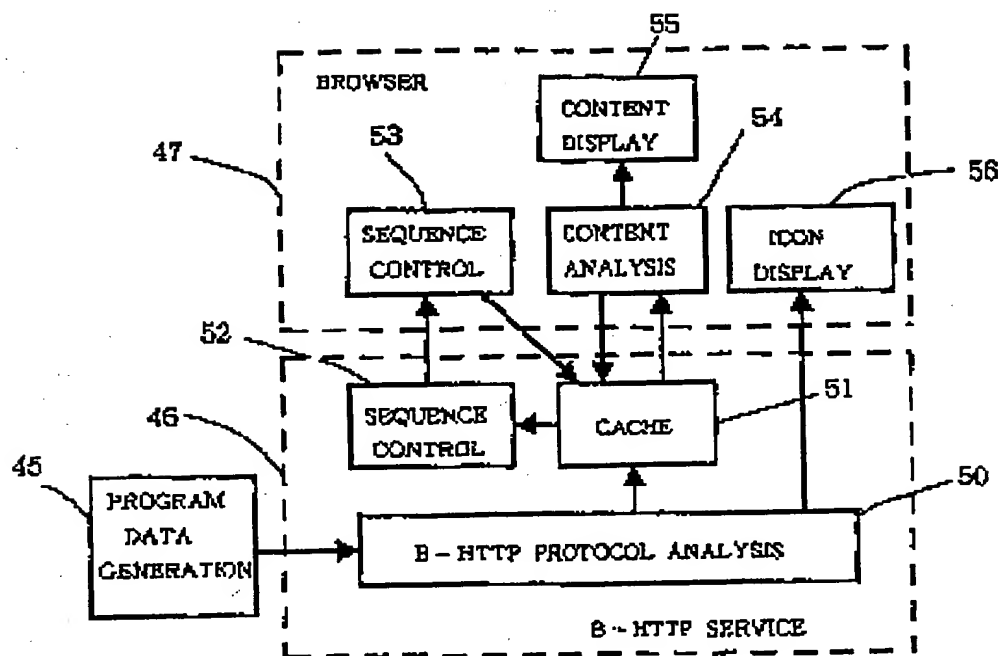 55
BROWSER
CONTENT
DISPLAY
54
53
47
56
SEQUENCE
CONTROL
CONTENT
ANALYSIS
ICON
DISPLAY
52
51
46
SEQUENCE
CONTROL
CACHE
45
50
PROGRAM
DATA
GENERATION
B-HTTP PROTOCOL ANALYSIS
B-HTTP SERVICE